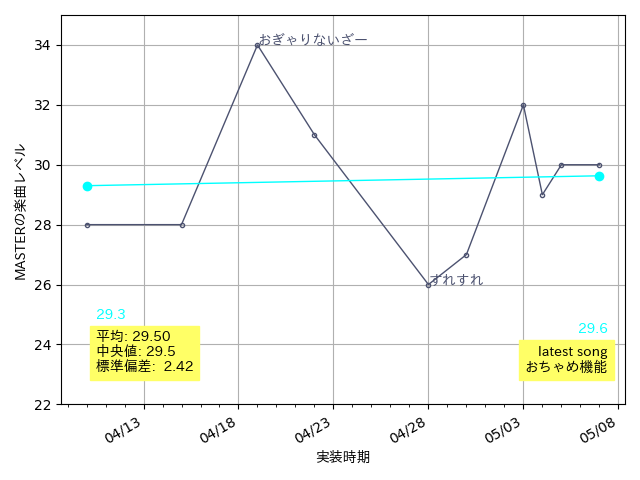 34
32
30
28
26
24
22
MASTERの楽曲レベル
おぎゃりないざー
すれすれ
29.3
平均: 29.50
中央値: 29.5
標準偏差: 2.42
29.6
latest song
おちゃめ機能
04/13
04/18
04/23
04/28
05/03
05/08
実装時期